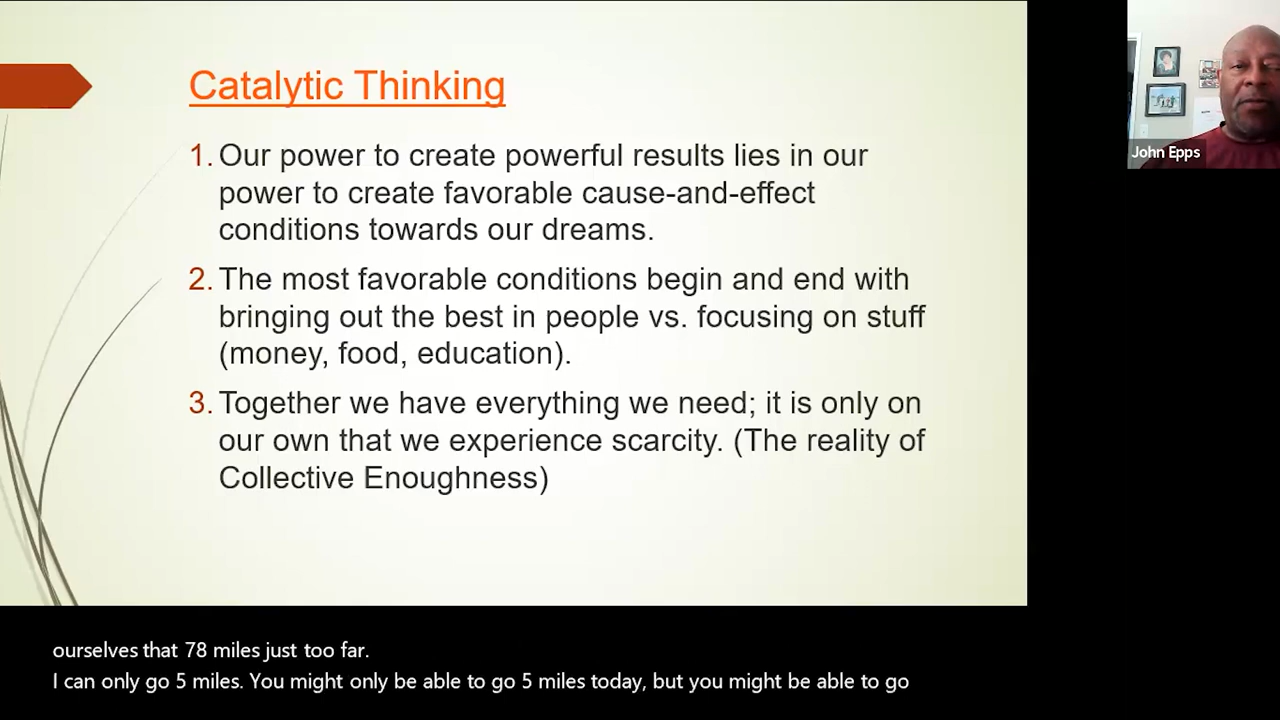 Catalytic Thinking
1. Our power to create powerful results lies in our
power to create favorable cause-and-effect
conditions towards our dreams.
2. The most favorable conditions begin and end with
bringing out the best in people vs. focusing on stuff
(money, food, education).
3. Together we have everything we need; it is only on
our own that we experience scarcity. (The reality of
Collective Enoughness)
John Epps
ourselves that 78 miles just too far.
I can only go 5 miles. You might only be able to go 5 miles today, but you might be able to go